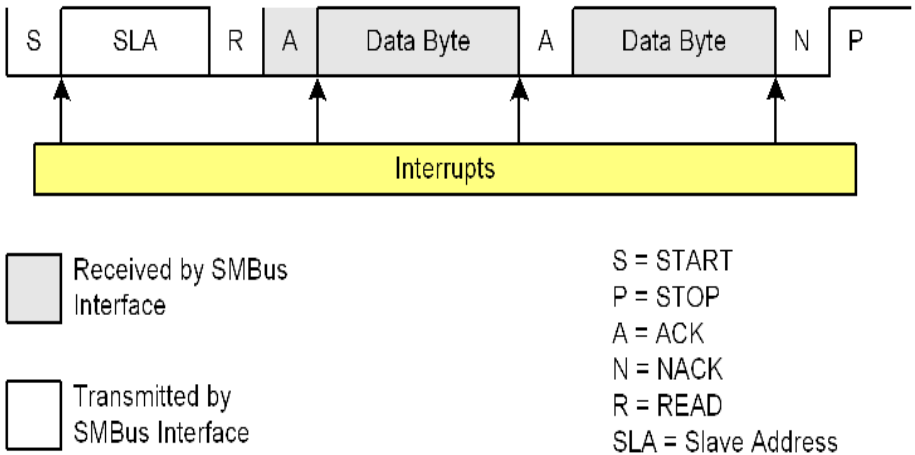 S SLA R A Data Byte A Data Byte N P
Interrupts
Received by SMBus
Interface
Transmitted by
SMBus Interface
S = START
P = STOP
A = ACK
N = NACK
R = READ
SLA = Slave Address